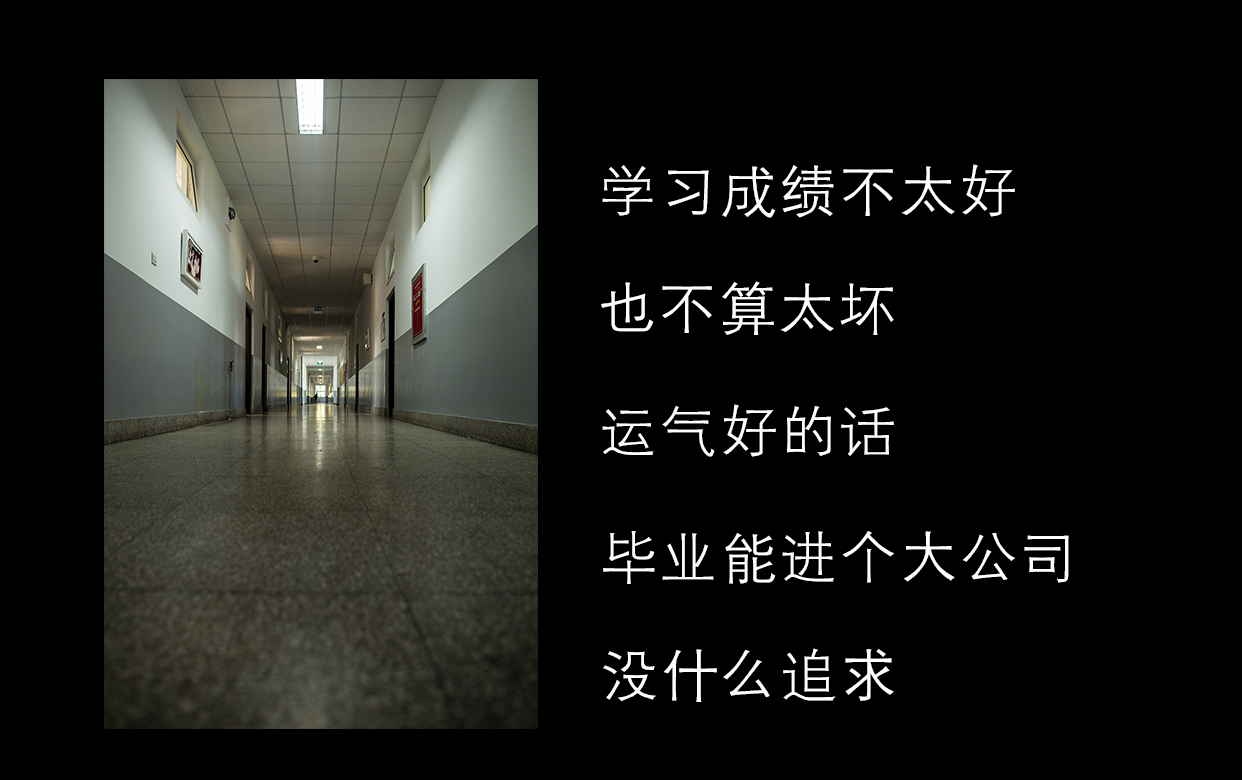 学习成绩不太好
也不算太坏
运气好的话
毕业能进个大公司
没什么追求